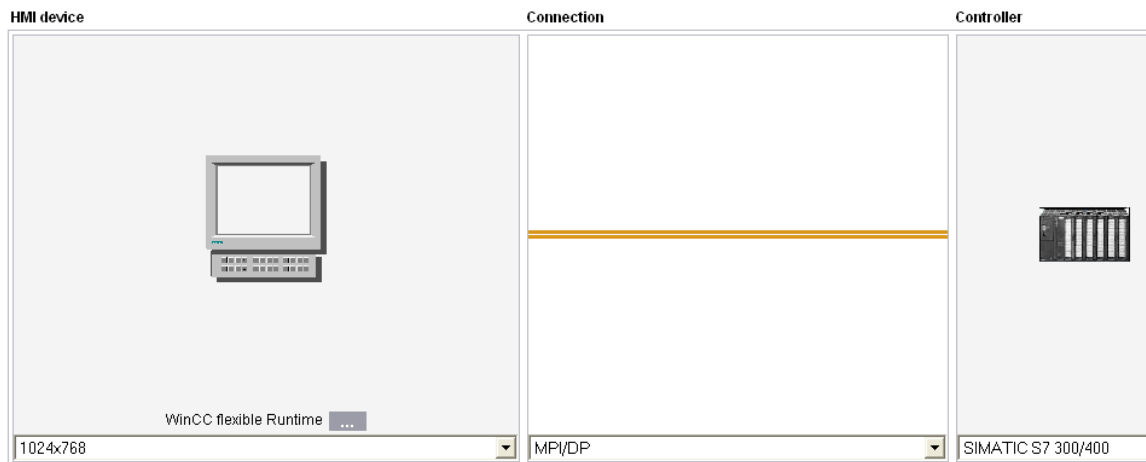 HMI device
Connection
Controller
WinCC flexible Runtime ...
1024x768
MPI/DP
SIMATIC S7 300/400